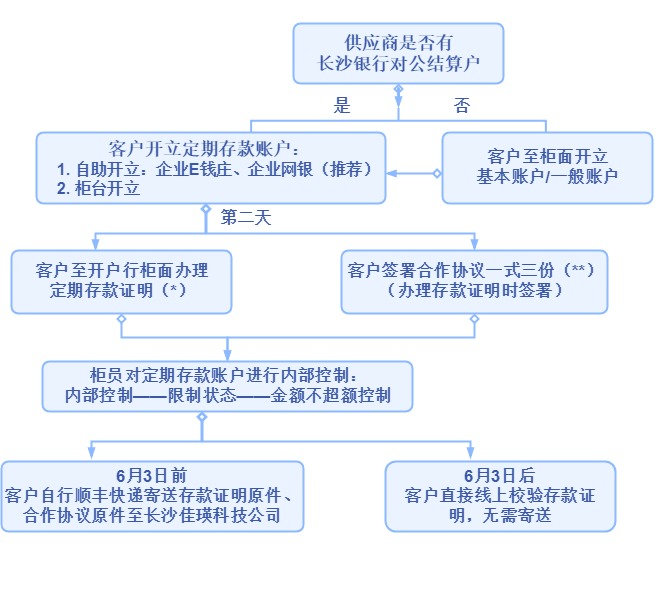 供应商是否有
长沙银行对公结算户
是
否
客户开立定期存款账户：
1. 自助开立：企业E钱庄、企业网银（推荐）
2. 柜台开立
客户至柜面开立
基本账户/一般账户
第二天
客户至开户行柜面办理
定期存款证明（*）
客户签署合作协议一式三份（**）
（办理存款证明时签署）
柜员对定期存款账户进行内部控制：
内部控制——限制状态——金额不超额控制
6月3日前
客户自行顺丰快递寄送存款证明原件、
合作协议原件至长沙佳瑛科技公司
6月3日后
客户直接线上校验存款证
明，无需寄送